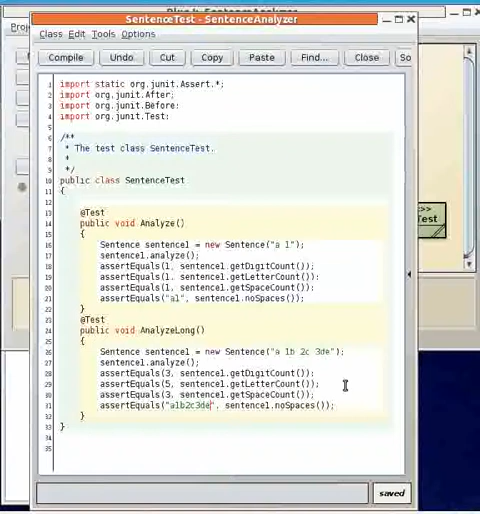 SentenceTest - SentenceAnalyzer
Class Edit Tools Options
Compile Undo Cut Copy Paste Find... Close So
1 import static org.junit.Assert.*;
2 import org.junit.After;
3 import org.junit.Before;
4 import org.junit.Test;
5
6 /**
7 * The test class SentenceTest.
8 *
9 */
10 public class SentenceTest
11 {
12
13 @Test
14 public void Analyze()
15 {
16 Sentence sentence1 = new Sentence("a 1");
17 sentence1.analyze();
18 assertEquals(1, sentence1.getDigitCount());
19 assertEquals(1, sentence1.getLetterCount());
20 assertEquals(1, sentence1.getSpaceCount());
21 assertEquals("a1", sentence1.noSpaces());
22 }
23 @Test
24 public void AnalyzeLong()
25 {
26 Sentence sentence1 = new Sentence("a 1b 2c 3de");
27 sentence1.analyze();
28 assertEquals(3, sentence1.getDigitCount());
29 assertEquals(5, sentence1.getLetterCount());
30 assertEquals(3, sentence1.getSpaceCount());
31 assertEquals("a1b2c3de", sentence1.noSpaces());
32 }
33 }
34
35
saved
Proj
>>
Test